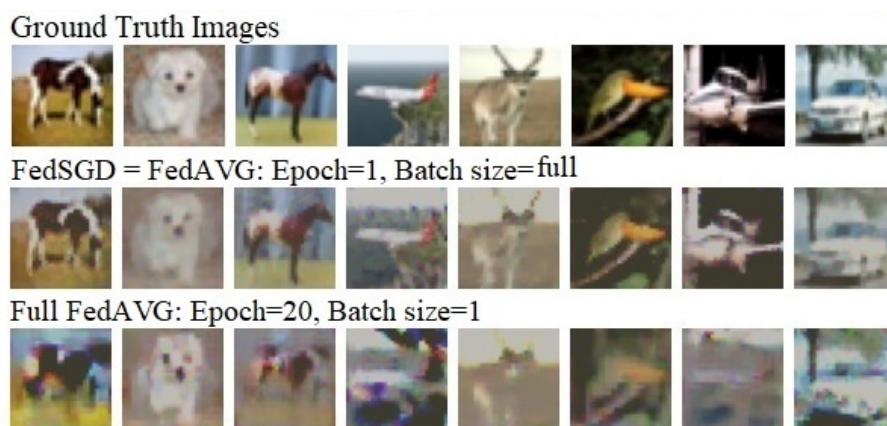 Ground Truth Images
FedSGD = FedAVG: Epoch=1, Batch size=full
Full FedAVG: Epoch=20, Batch size=1